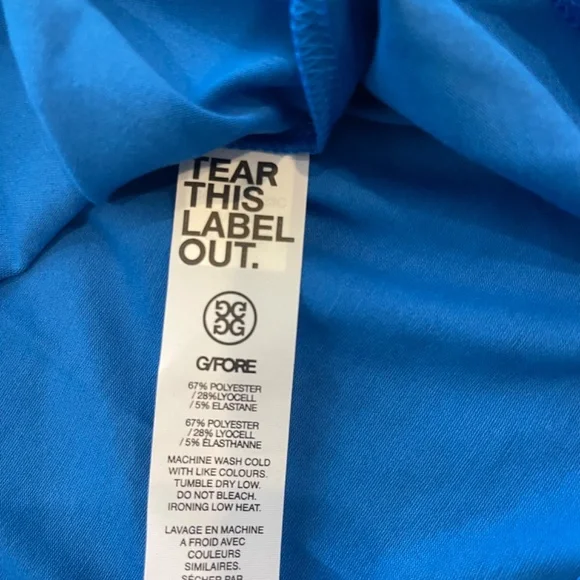 TEAR
THIS
LABEL
OUT.
G/FORE
67% POLYESTER
/ 28%LYOCELL
/ 5% ELASTANE
67% POLYESTER
/ 28% LYOCELL
/ 5% ÉLASTHANNE
MACHINE WASH COLD
WITH LIKE COLOURS.
TUMBLE DRY LOW.
DO NOT BLEACH.
IRONING LOW HEAT.
LAVAGE EN MACHINE
A FROID AVEC
COULEURS
SIMILAIRES.
SÉCHER PAR